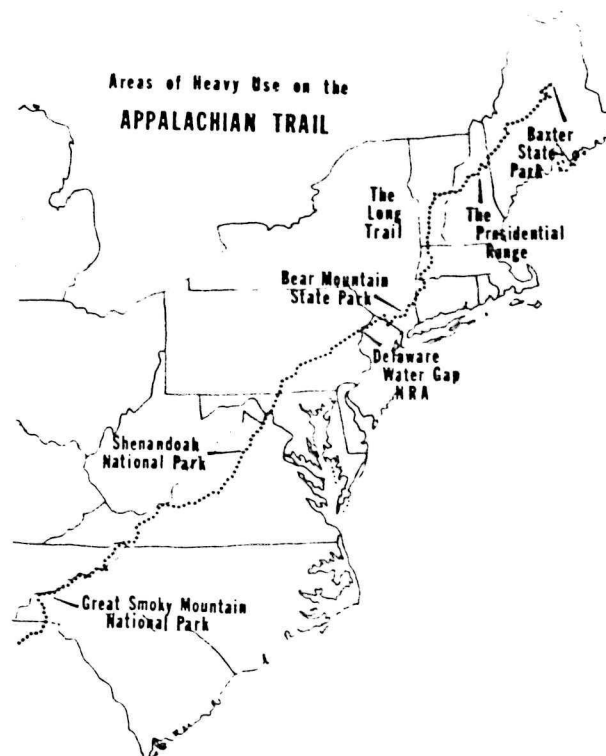 Areas of Heavy Use on the
APPALACHIAN TRAIL
Baxter
State
Park
The
Long
Trail
The
Presidential
Range
Bear Mountain
State Park
Delaware
Water Gap
NRA
Shenandoak
National Park
Great Smoky Mountain
National Park